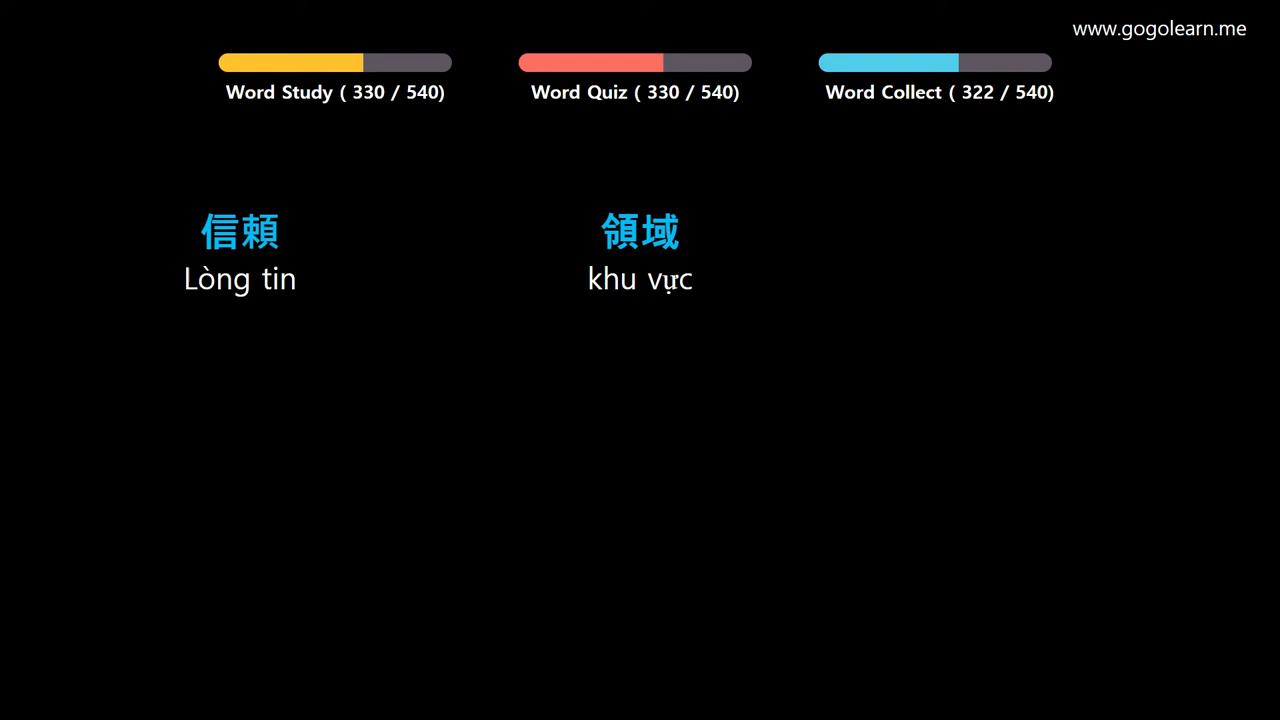 www.gogolearn.me
Word Study ( 330 / 540)
Word Quiz ( 330 / 540)
Word Collect ( 322 / 540)
信頼
Lòng tin
領域
khu vực